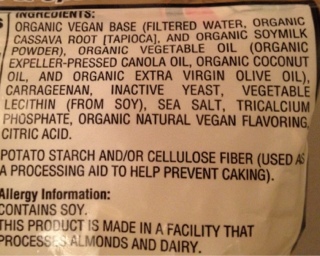 INGREDIENTS:
ORGANIC VEGAN BASE (FILTERED WATER, ORGANIC
CASSAVA ROOT [TAPIOCA], AND ORGANIC SOYMILK
POWDER), ORGANIC VEGETABLE OIL (ORGANIC
EXPELLER-PRESSED CANOLA OIL, ORGANIC COCONUT
OIL, AND ORGANIC EXTRA VIRGIN OLIVE OIL),
CARRAGEENAN, INACTIVE YEAST, VEGETABLE
LECITHIN (FROM SOY), SEA SALT, TRICALCIUM
PHOSPHATE, ORGANIC NATURAL VEGAN FLAVORING,
CITRIC ACID.
POTATO STARCH AND/OR CELLULOSE FIBER (USED AS
A PROCESSING AID TO HELP PREVENT CAKING).
Allergy Information:
CONTAINS SOY.
THIS PRODUCT IS MADE IN A FACILITY THAT
PROCESSES ALMONDS AND DAIRY.